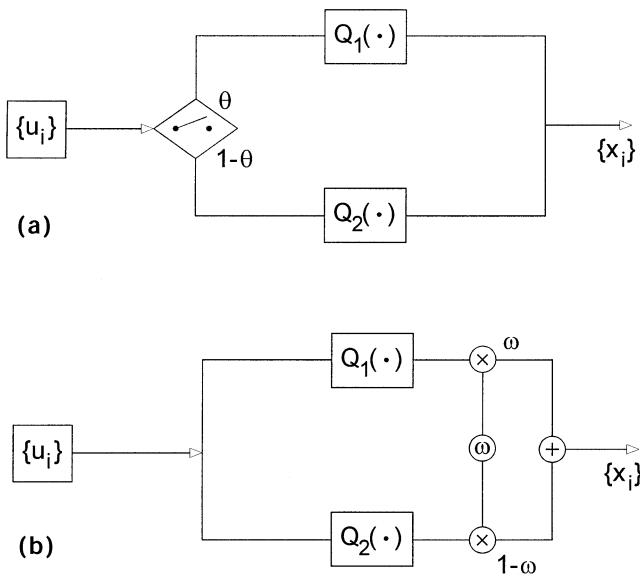 Q₁(·)
θ
{uᵢ}
1-θ
{xᵢ}
Q₂(·)
(a)
Q₁(·)
×
ω
{uᵢ}
ω
+
{xᵢ}
Q₂(·)
×
1-ω
(b)